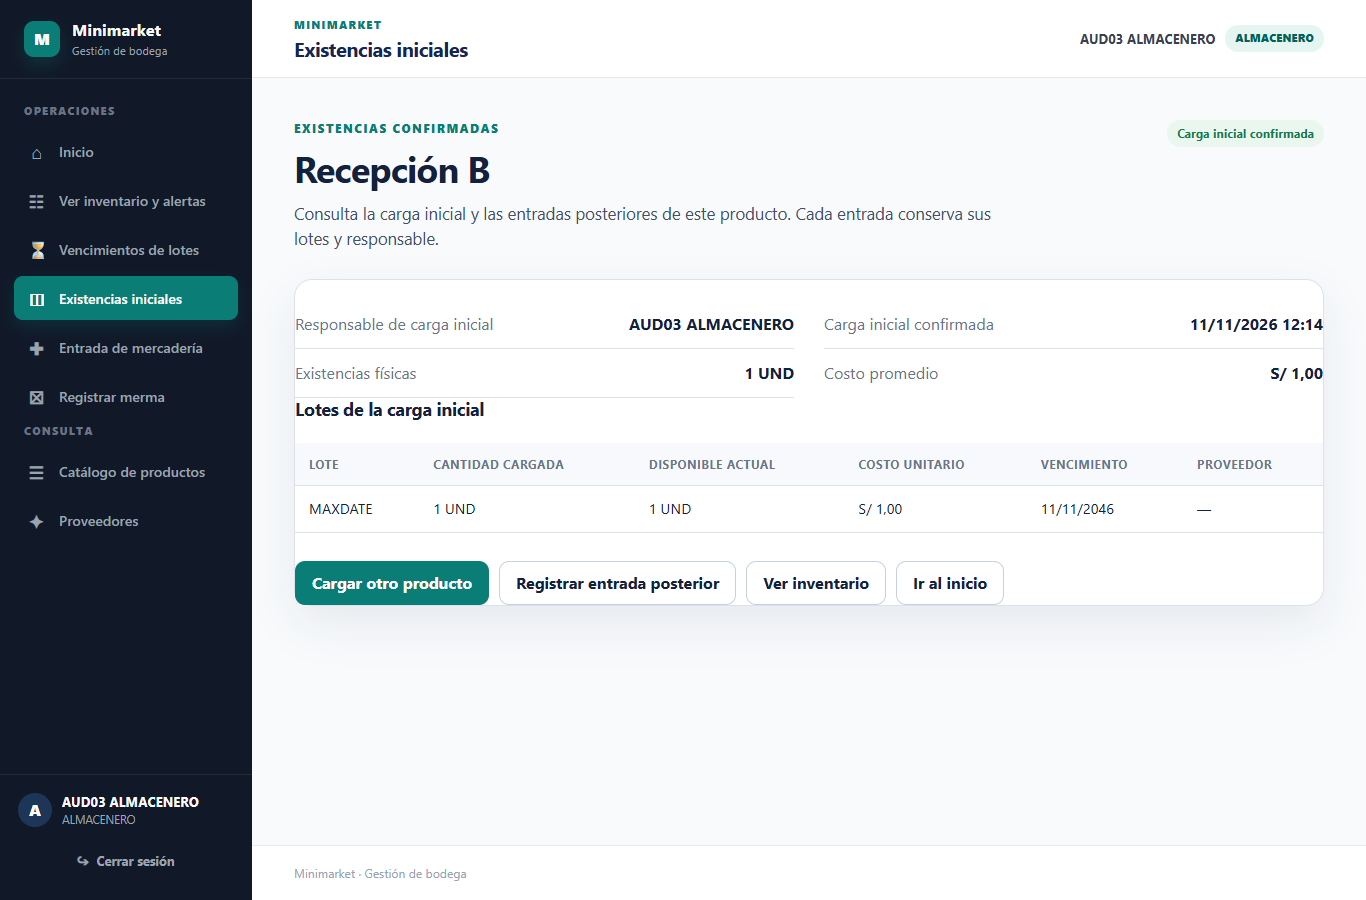 M
Minimarket
Gestión de bodega
OPERACIONES
Inicio
Ver inventario y alertas
Vencimientos de lotes
Existencias iniciales
Entrada de mercadería
Registrar merma
CONSULTA
Catálogo de productos
Proveedores
A
AUD03 ALMACENERO
ALMACENERO
Cerrar sesión
MINIMARKET
Existencias iniciales
AUD03 ALMACENERO ALMACENERO
EXISTENCIAS CONFIRMADAS
Carga inicial confirmada
Recepción B
Consulta la carga inicial y las entradas posteriores de este producto. Cada entrada conserva sus
lotes y responsable.
Responsable de carga inicial AUD03 ALMACENERO Carga inicial confirmada 11/11/2026 12:14
Existencias físicas 1 UND Costo promedio S/ 1,00
Lotes de la carga inicial
LOTE CANTIDAD CARGADA DISPONIBLE ACTUAL COSTO UNITARIO VENCIMIENTO PROVEEDOR
MAXDATE 1 UND 1 UND S/ 1,00 11/11/2046 —
Cargar otro producto Registrar entrada posterior Ver inventario Ir al inicio
Minimarket · Gestión de bodega